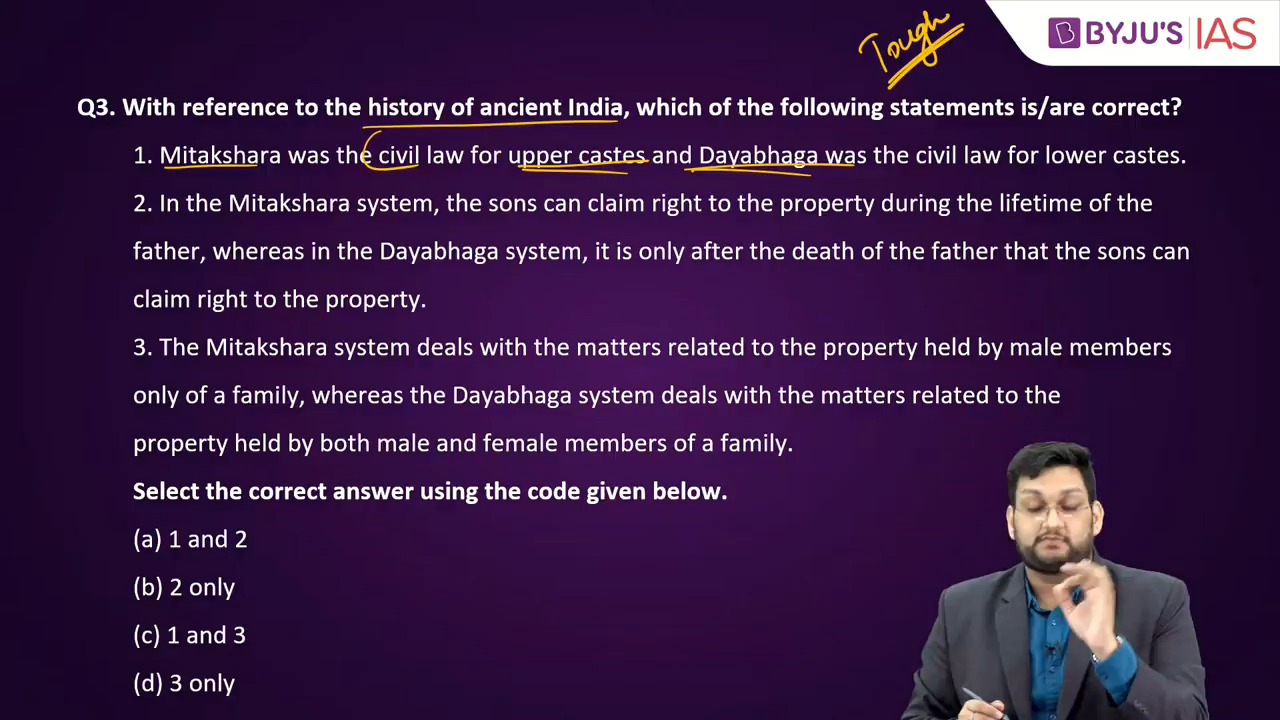 Tough
BYJU'S IAS
Q3. With reference to the history of ancient India, which of the following statements is/are correct?
1. Mitakshara was the civil law for upper castes and Dayabhaga was the civil law for lower castes.
2. In the Mitakshara system, the sons can claim right to the property during the lifetime of the
father, whereas in the Dayabhaga system, it is only after the death of the father that the sons can
claim right to the property.
3. The Mitakshara system deals with the matters related to the property held by male members
only of a family, whereas the Dayabhaga system deals with the matters related to the
property held by both male and female members of a family.
Select the correct answer using the code given below.
(a) 1 and 2
(b) 2 only
(c) 1 and 3
(d) 3 only